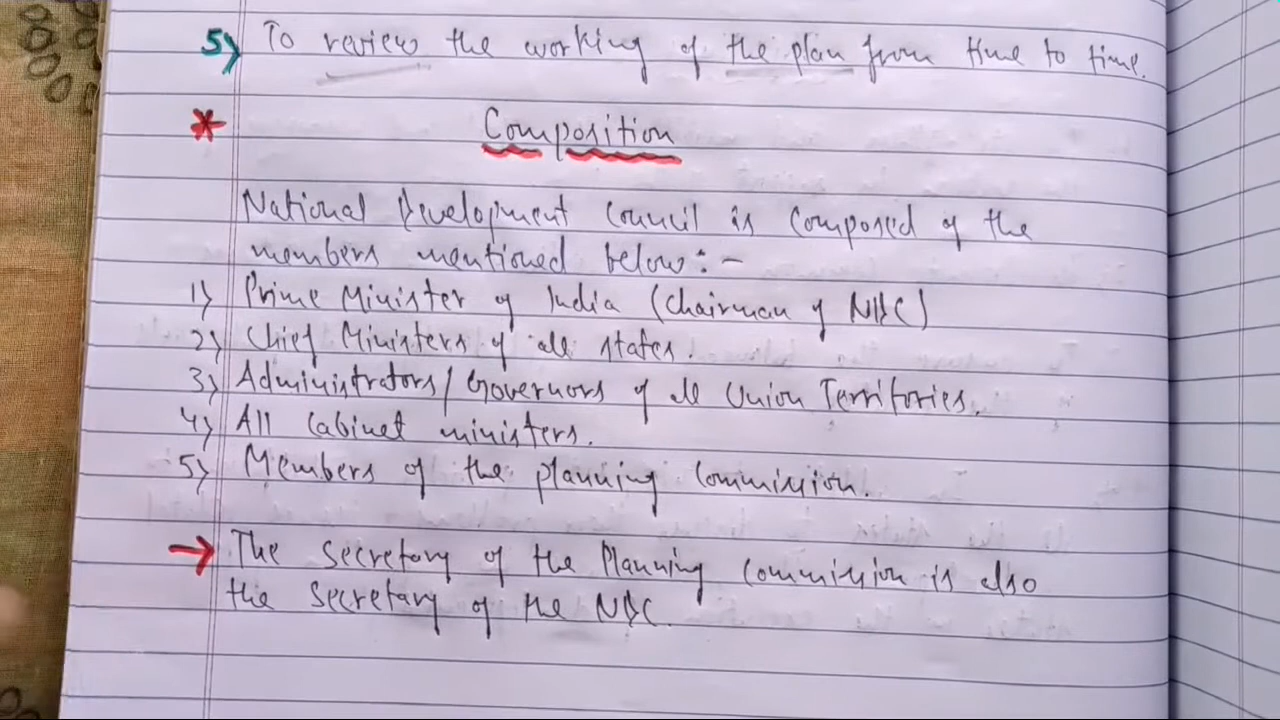 5) To review the working of the plan from time to time.
* Composition
National Development Council is composed of the
members mentioned below:-
1) Prime Minister of India (Chairman of NDC)
2) Chief Ministers of all states.
3) Administrators/Governors of all Union Territories.
4) All Cabinet ministers.
5) Members of the planning Commission.
→ The Secretary of the Planning Commission is also
the Secretary of the NDC.